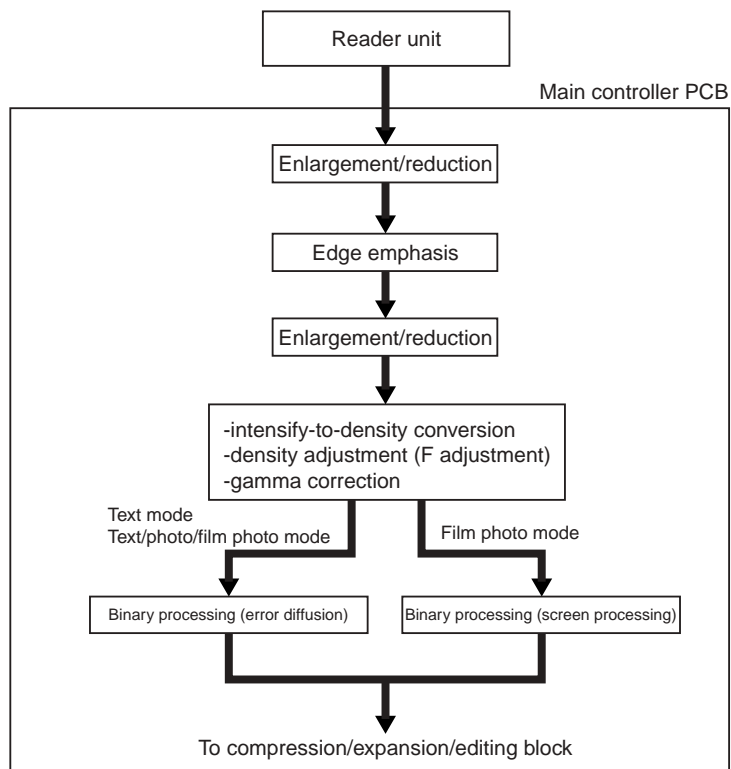 Reader unit
Main controller PCB
Enlargement/reduction
Edge emphasis
Enlargement/reduction
-intensify-to-density conversion
-density adjustment (F adjustment)
-gamma correction
Text mode
Text/photo/film photo mode
Film photo mode
Binary processing (error diffusion)
Binary processing (screen processing)
To compression/expansion/editing block